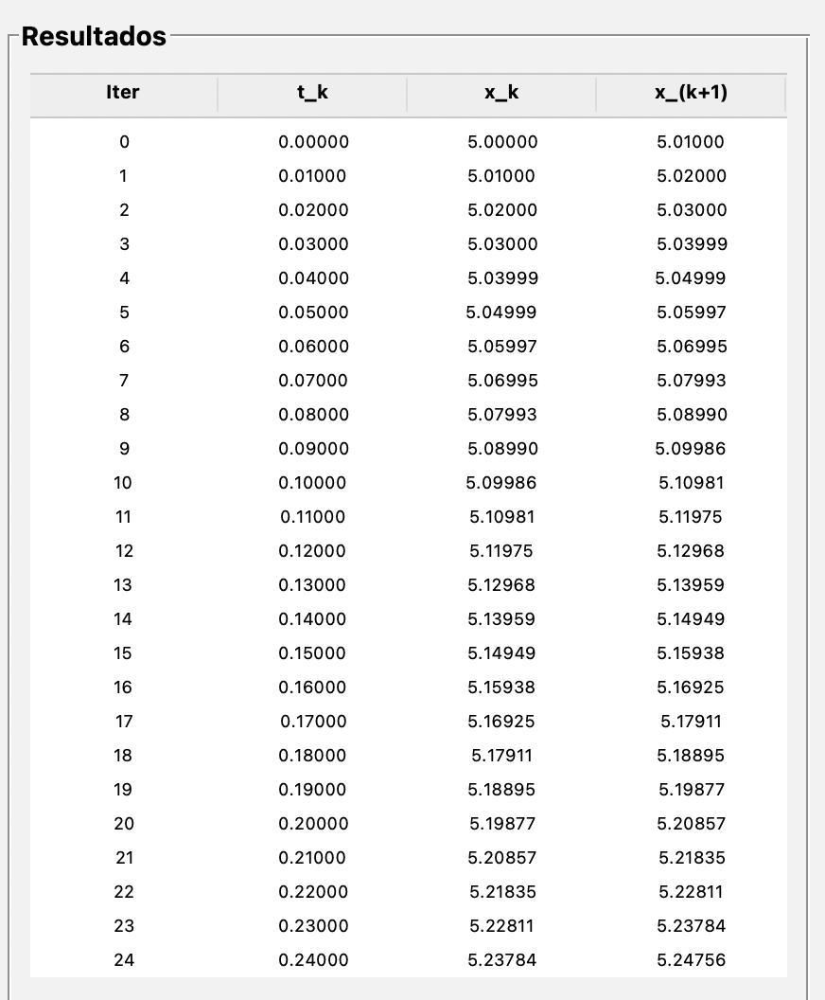 Resultados
Iter t_k x_k x_(k+1)
0 0.00000 5.00000 5.01000
1 0.01000 5.01000 5.02000
2 0.02000 5.02000 5.03000
3 0.03000 5.03000 5.03999
4 0.04000 5.03999 5.04999
5 0.05000 5.04999 5.05997
6 0.06000 5.05997 5.06995
7 0.07000 5.06995 5.07993
8 0.08000 5.07993 5.08990
9 0.09000 5.08990 5.09986
10 0.10000 5.09986 5.10981
11 0.11000 5.10981 5.11975
12 0.12000 5.11975 5.12968
13 0.13000 5.12968 5.13959
14 0.14000 5.13959 5.14949
15 0.15000 5.14949 5.15938
16 0.16000 5.15938 5.16925
17 0.17000 5.16925 5.17911
18 0.18000 5.17911 5.18895
19 0.19000 5.18895 5.19877
20 0.20000 5.19877 5.20857
21 0.21000 5.20857 5.21835
22 0.22000 5.21835 5.22811
23 0.23000 5.22811 5.23784
24 0.24000 5.23784 5.24756